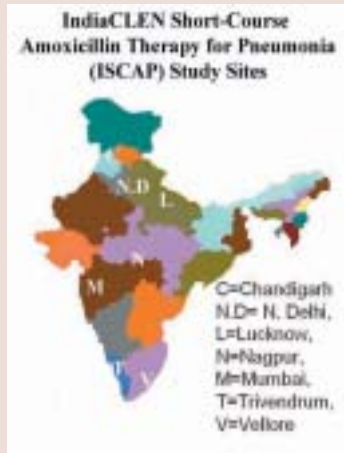 IndiaCLEN Short-Course
Amoxicillin Therapy for Pneumonia
(ISCAP) Study Sites
N.D
L
N
M
T
V
C=Chandigarh
N.D= N. Delhi,
L=Lucknow,
N=Nagpur,
M=Mumbai,
T=Trivendrum,
V=Vellore